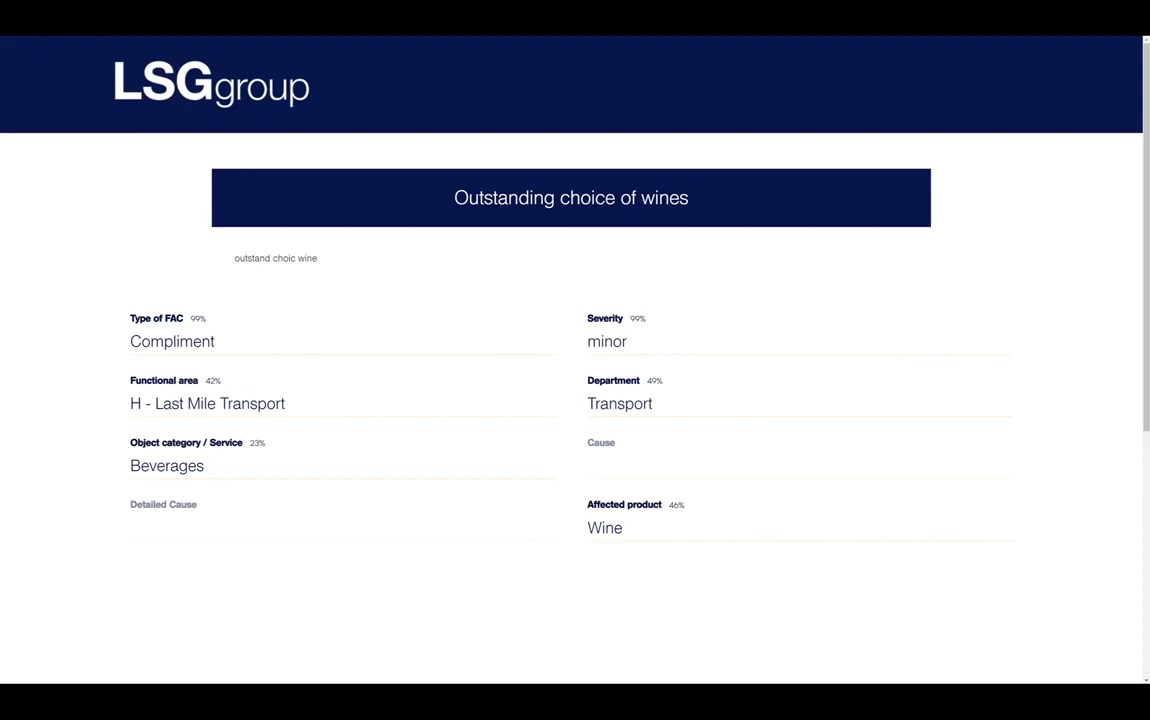 LSGgroup
Outstanding choice of wines
outstand choic wine
Type of FAC 99%
Compliment
Severity 99%
minor
Functional area 42%
H - Last Mile Transport
Department 49%
Transport
Object category / Service 23%
Beverages
Cause
Detailed Cause
Affected product 46%
Wine